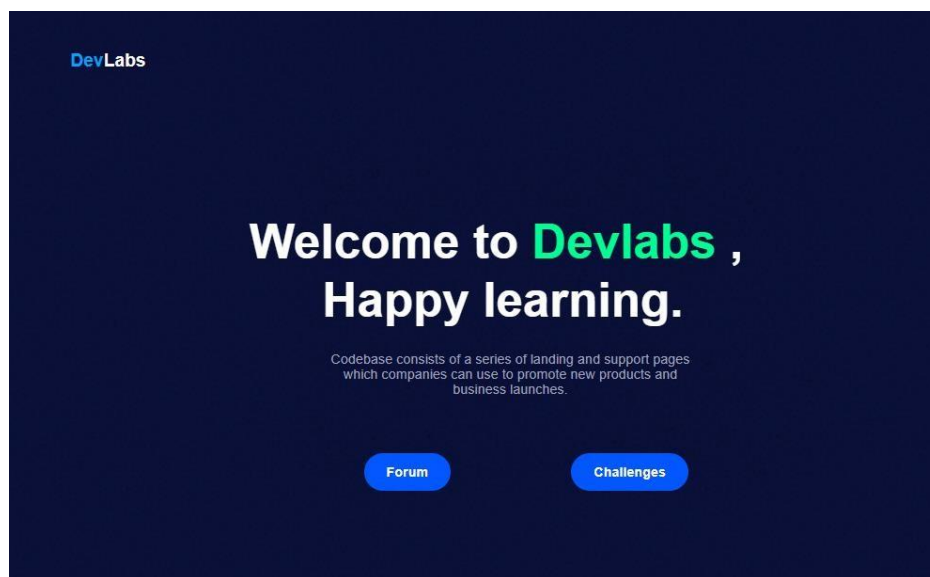 DevLabs
Welcome to Devlabs ,
Happy learning.
Codebase consists of a series of landing and support pages
which companies can use to promote new products and
business launches.
Forum
Challenges